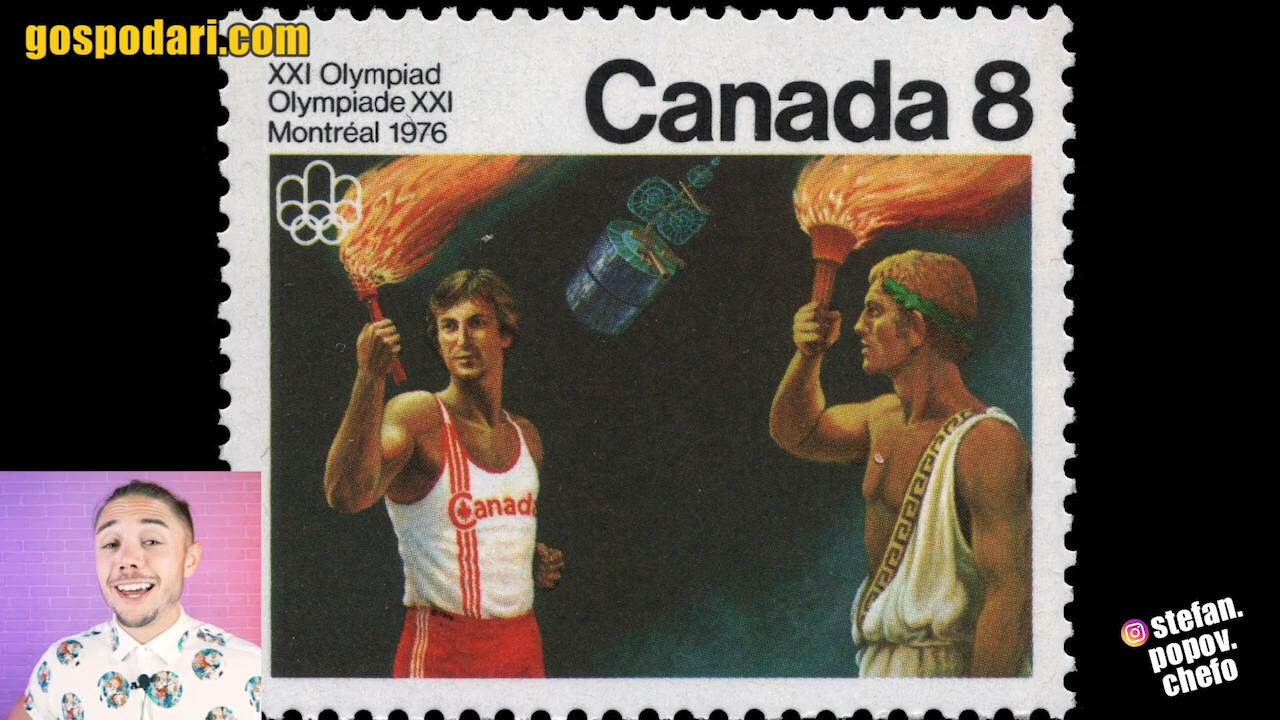 gospodari.com
XXI Olympiad
Olympiade XXI
Montréal 1976
Canada 8
Canada
stefan.
popov.
chefo